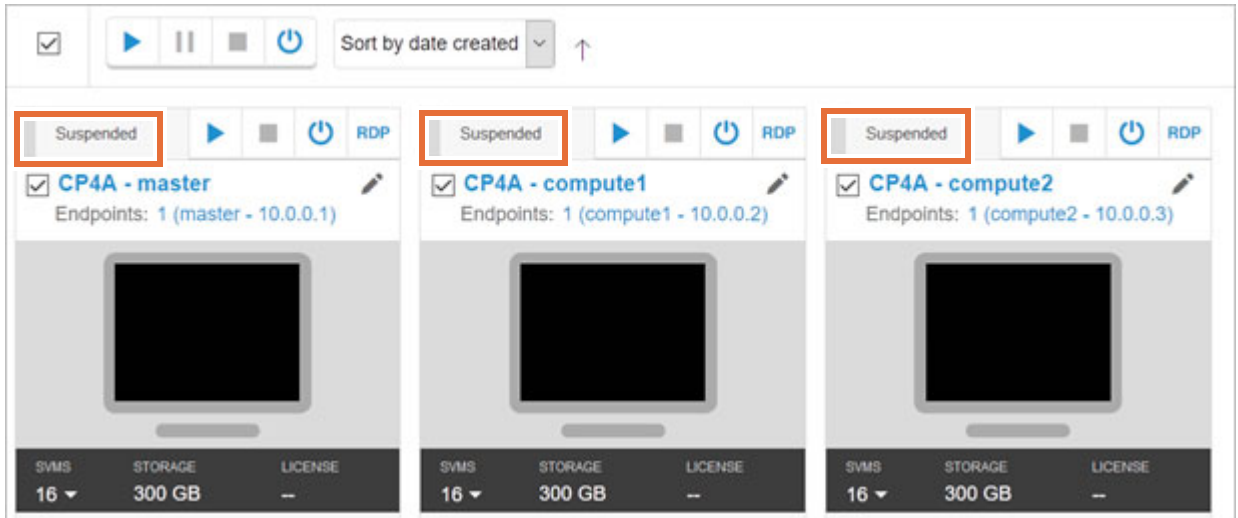 Sort by date created
Suspended RDP
CP4A - master
Endpoints: 1 (master - 10.0.0.1)
SVMS STORAGE LICENSE
16 300 GB --
Suspended RDP
CP4A - compute1
Endpoints: 1 (compute1 - 10.0.0.2)
SVMS STORAGE LICENSE
16 300 GB --
Suspended RDP
CP4A - compute2
Endpoints: 1 (compute2 - 10.0.0.3)
SVMS STORAGE LICENSE
16 300 GB --